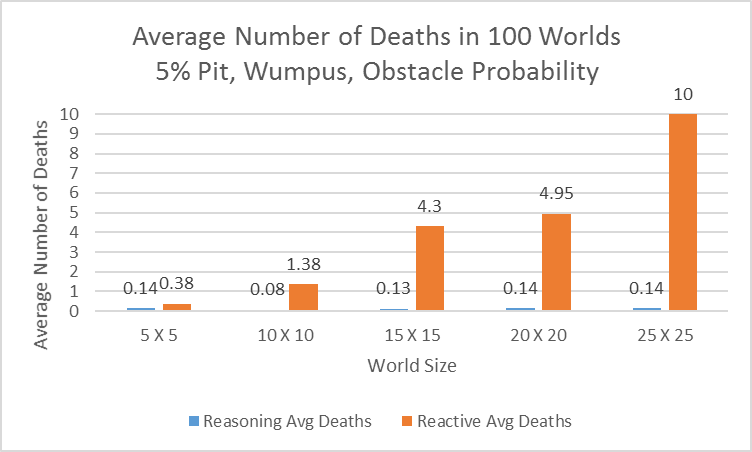 Average Number of Deaths in 100 Worlds
5% Pit, Wumpus, Obstacle Probability
Average Number of Deaths
10
9
8
7
6
5
4
3
2
1
0
0.14
0.38
0.08
1.38
0.13
4.3
0.14
4.95
0.14
10
5 X 5
10 X 10
15 X 15
20 X 20
25 X 25
World Size
Reasoning Avg Deaths
Reactive Avg Deaths